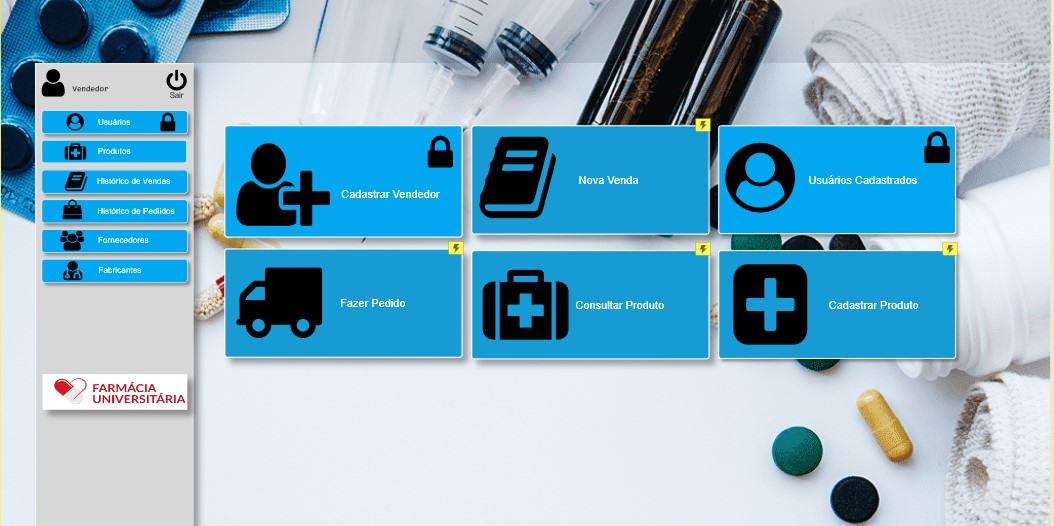 Vendedor
Sair
Usuários
Produtos
Histórico de Vendas
Histórico de Pediidos
Fornecedores
Fabricantes
FARMÁCIA
UNIVERSITÁRIA
Cadastrar Vendedor
Nova Venda
Usuários Cadastrados
Fazer Pedido
Consultar Produto
Cadastrar Produto